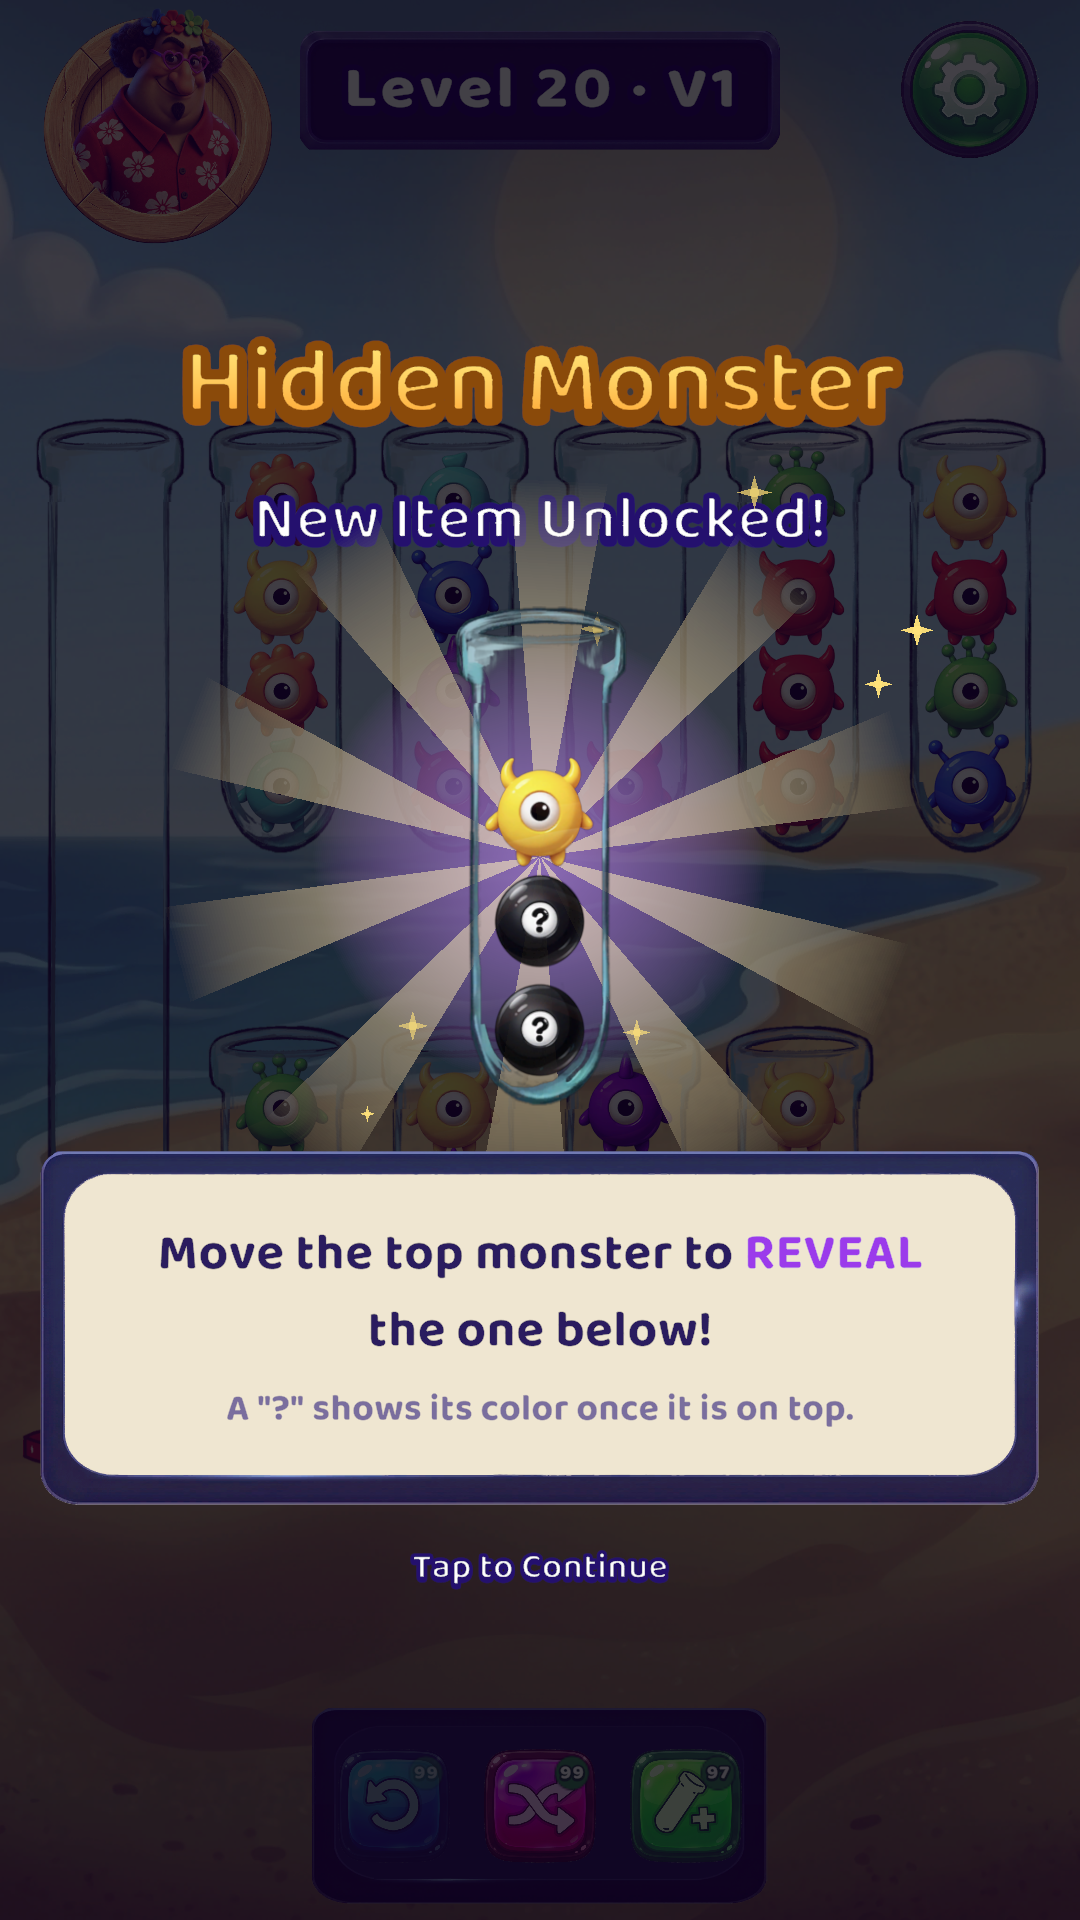 Level 20 · V1
Hidden Monster
New Item Unlocked!
?
?
Move the top monster to REVEAL
the one below!
A "?" shows its color once it is on top.
Tap to Continue
99
99
97